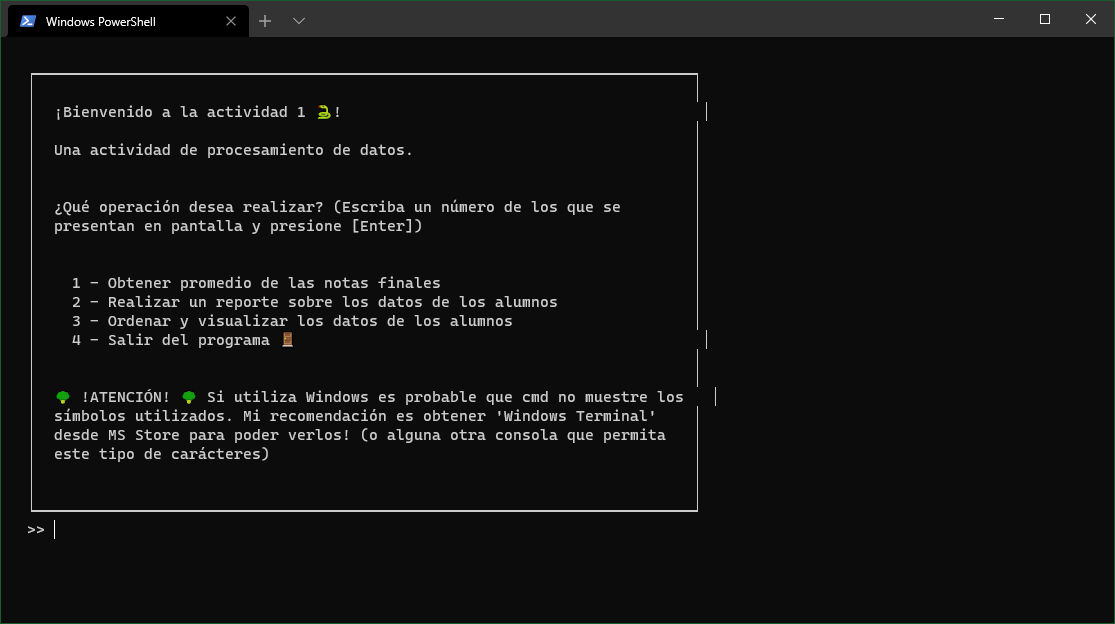 Windows PowerShell
¡Bienvenido a la actividad 1 🐍!
Una actividad de procesamiento de datos.
¿Qué operación desea realizar? (Escriba un número de los que se
presentan en pantalla y presione [Enter])
1 - Obtener promedio de las notas finales
2 - Realizar un reporte sobre los datos de los alumnos
3 - Ordenar y visualizar los datos de los alumnos
4 - Salir del programa 🚪
🌳 !ATENCIÓN! 🌳 Si utiliza Windows es probable que cmd no muestre los
símbolos utilizados. Mi recomendación es obtener 'Windows Terminal'
desde MS Store para poder verlos! (o alguna otra consola que permita
este tipo de carácteres)
>>